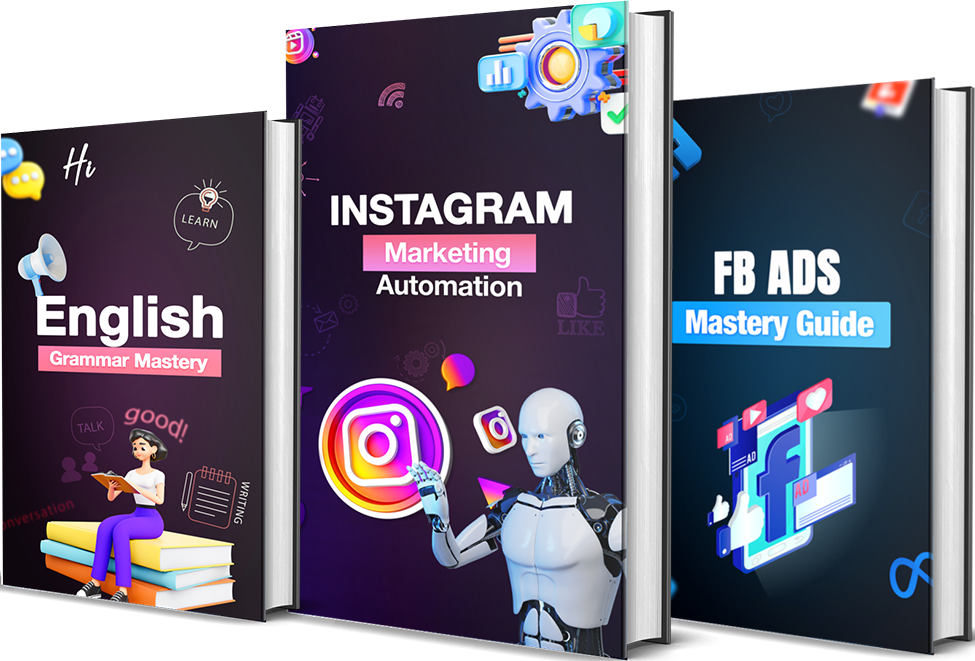 Hi
LEARN
English
Grammar Mastery
good!
TALK
onversation
WRITING
INSTAGRAM
Marketing
Automation
LIKE
FB ADS
Mastery Guide
AD
AD
AD